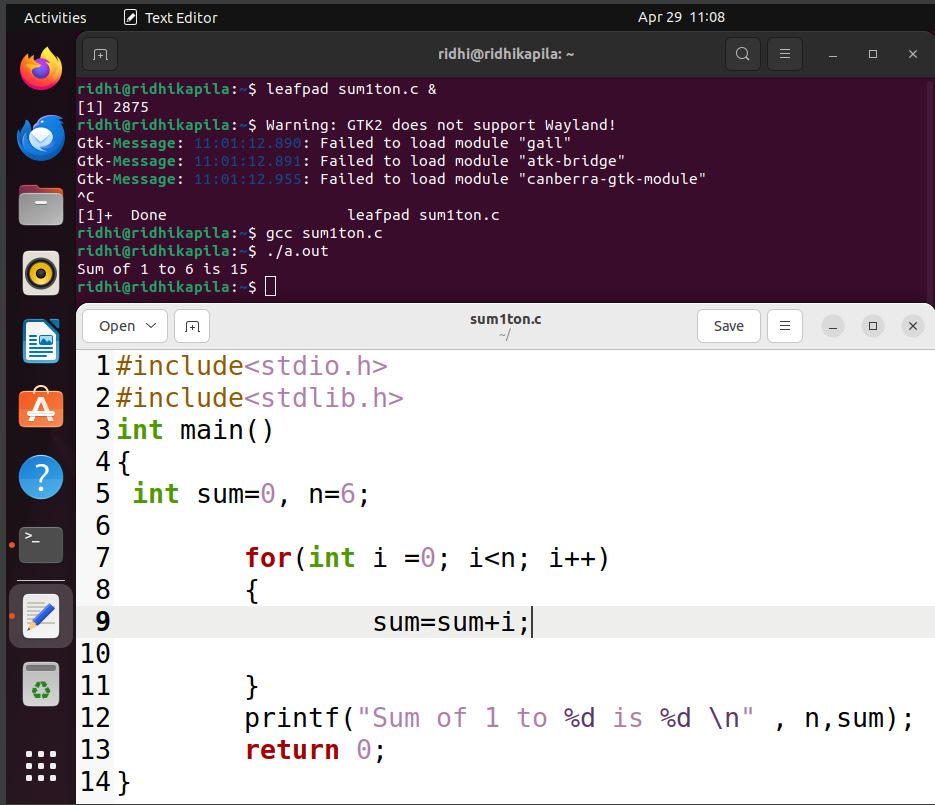 Activities
Text Editor
Apr 29 11:08
ridhi@ridhikapila: ~
ridhi@ridhikapila:~$ leafpad sum1ton.c &
[1] 2875
ridhi@ridhikapila:~$ Warning: GTK2 does not support Wayland!
Gtk-Message: 11:01:12.890: Failed to load module "gail"
Gtk-Message: 11:01:12.891: Failed to load module "atk-bridge"
Gtk-Message: 11:01:12.955: Failed to load module "canberra-gtk-module"
^C
[1]+  Done                    leafpad sum1ton.c
ridhi@ridhikapila:~$ gcc sum1ton.c
ridhi@ridhikapila:~$ ./a.out
Sum of 1 to 6 is 15
ridhi@ridhikapila:~$
Open
sum1ton.c
~/
Save
1 #include<stdio.h>
2 #include<stdlib.h>
3 int main()
4 {
5  int sum=0, n=6;
6
7         for(int i =0; i<n; i++)
8         {
9                 sum=sum+i;
10
11         }
12         printf("Sum of 1 to %d is %d \n" , n,sum);
13         return 0;
14 }